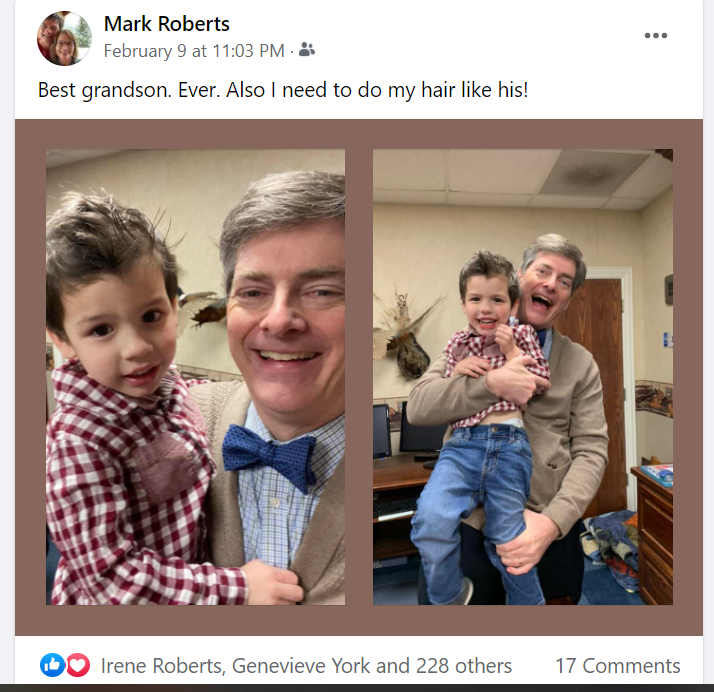 Mark Roberts
February 9 at 11:03 PM ·
Best grandson. Ever. Also I need to do my hair like his!
Irene Roberts, Genevieve York and 228 others 17 Comments